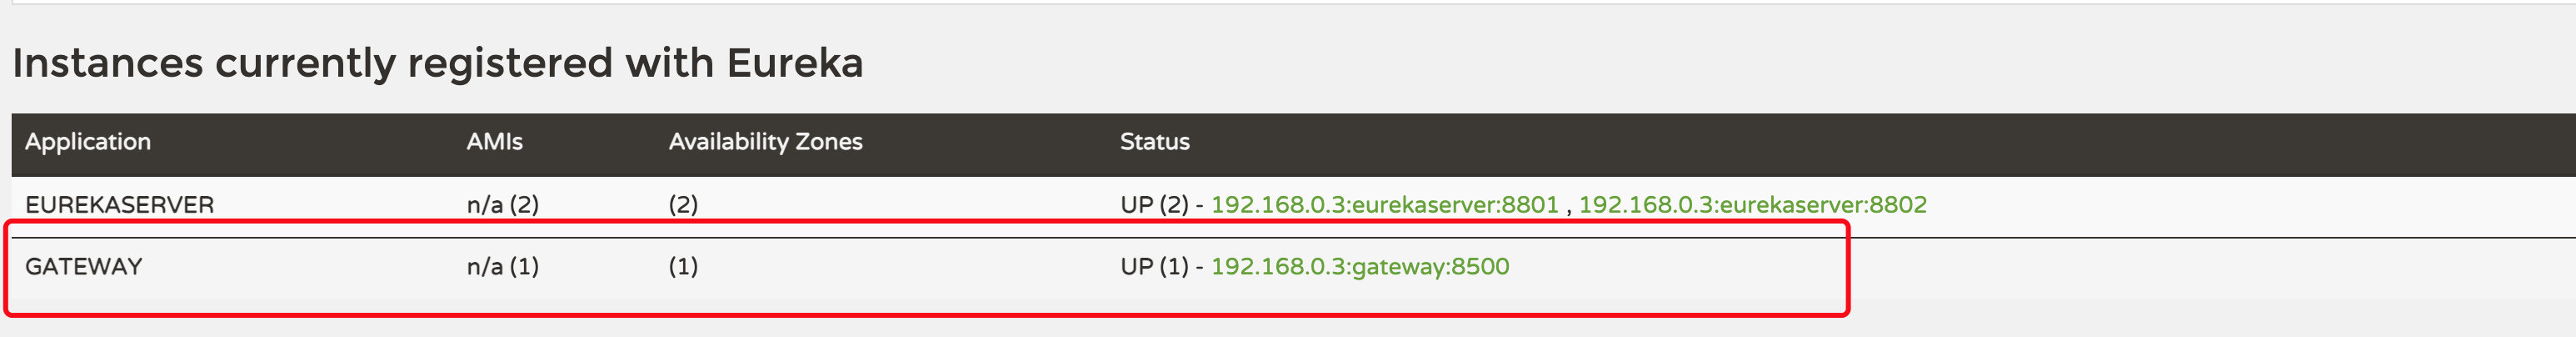 Instances currently registered with Eureka
Application AMIs Availability Zones Status
EUREKASERVER n/a (2) (2) UP (2) - 192.168.0.3:eurekaserver:8801 , 192.168.0.3:eurekaserver:8802
GATEWAY n/a (1) (1) UP (1) - 192.168.0.3:gateway:8500